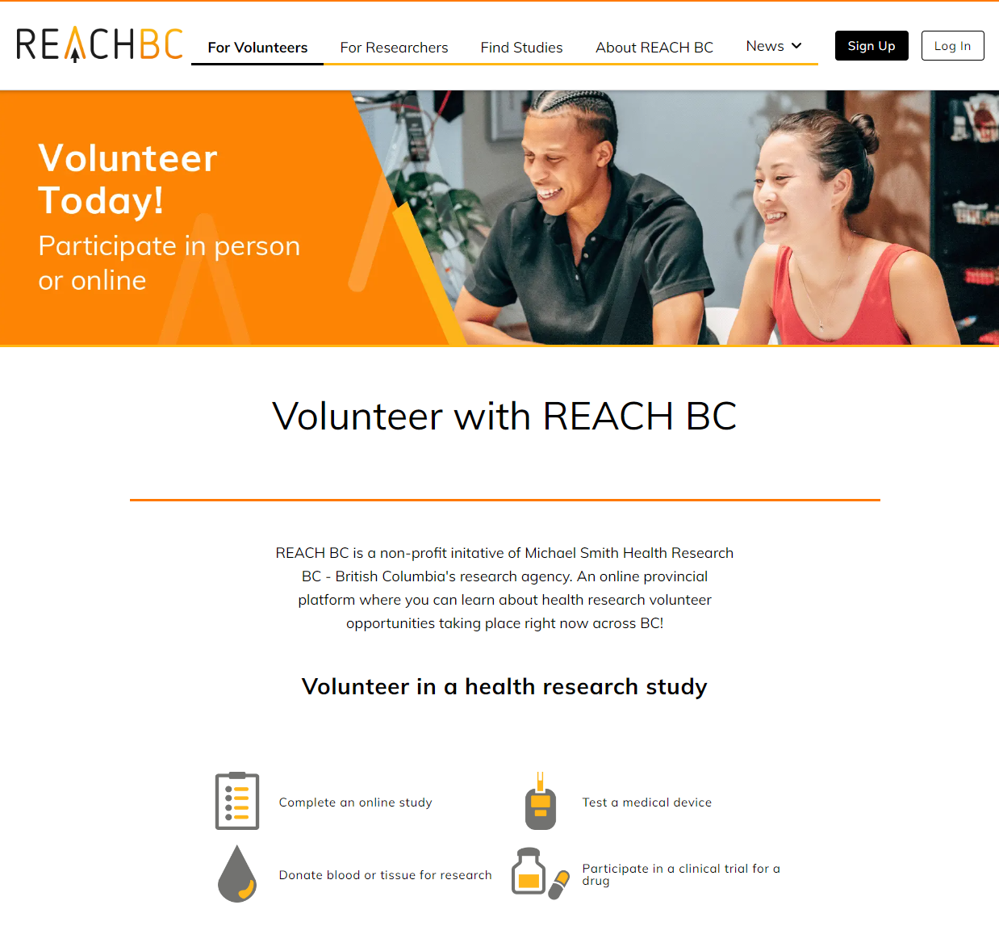 REACHBC
For Volunteers
For Researchers
Find Studies
About REACH BC
News
Sign Up
Log In
Volunteer
Today!
Participate in person
or online
Volunteer with REACH BC
REACH BC is a non-profit initative of Michael Smith Health Research
BC - British Columbia's research agency. An online provincial
platform where you can learn about health research volunteer
opportunities taking place right now across BC!
Volunteer in a health research study
Complete an online study
Test a medical device
Donate blood or tissue for research
Participate in a clinical trial for a
drug